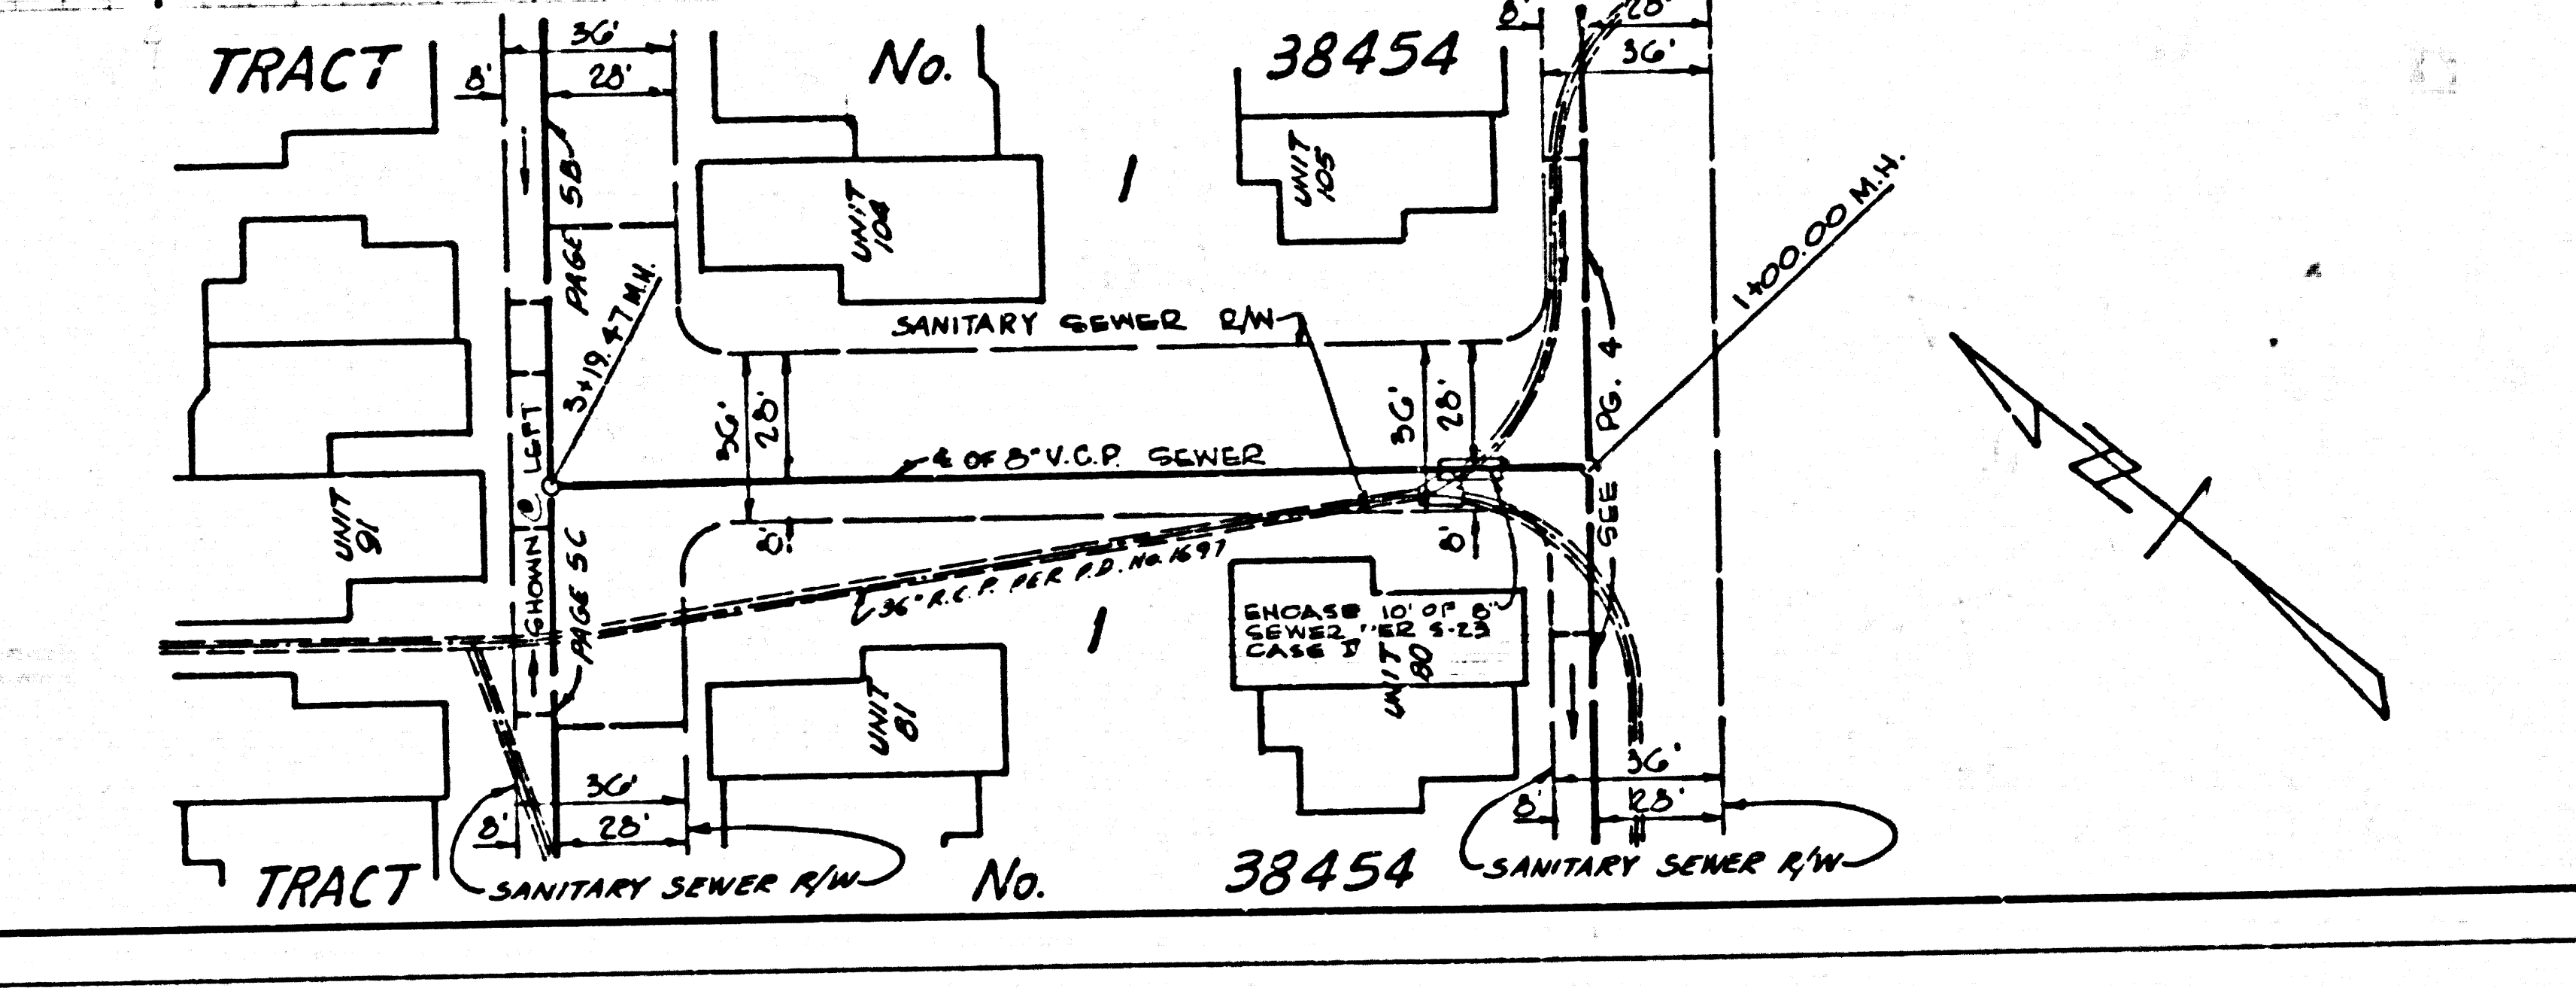 TRACT No. 38454
36'
8' 28'
8' 28'
36'
PAGE 5B
UNIT
104
1
UNIT
105
1+00.00 M.H.
3+19.47 M.H.
SANITARY SEWER R/W
PG. 4
SEE
36' 28'
36' 28'
SHOWN @ LEFT
℄ OF 8" V.C.P. SEWER
UNIT
91
PAGE 5C
8'
8'
36" R.C.P. PER P.D. No. 1697
ENCASE 10' OF 8"
SEWER PER S-23
CASE
UNIT
80
1
UNIT
81
36'
8' 28'
36'
8' 28'
SANITARY SEWER R/W
SANITARY SEWER R/W
TRACT No. 38454